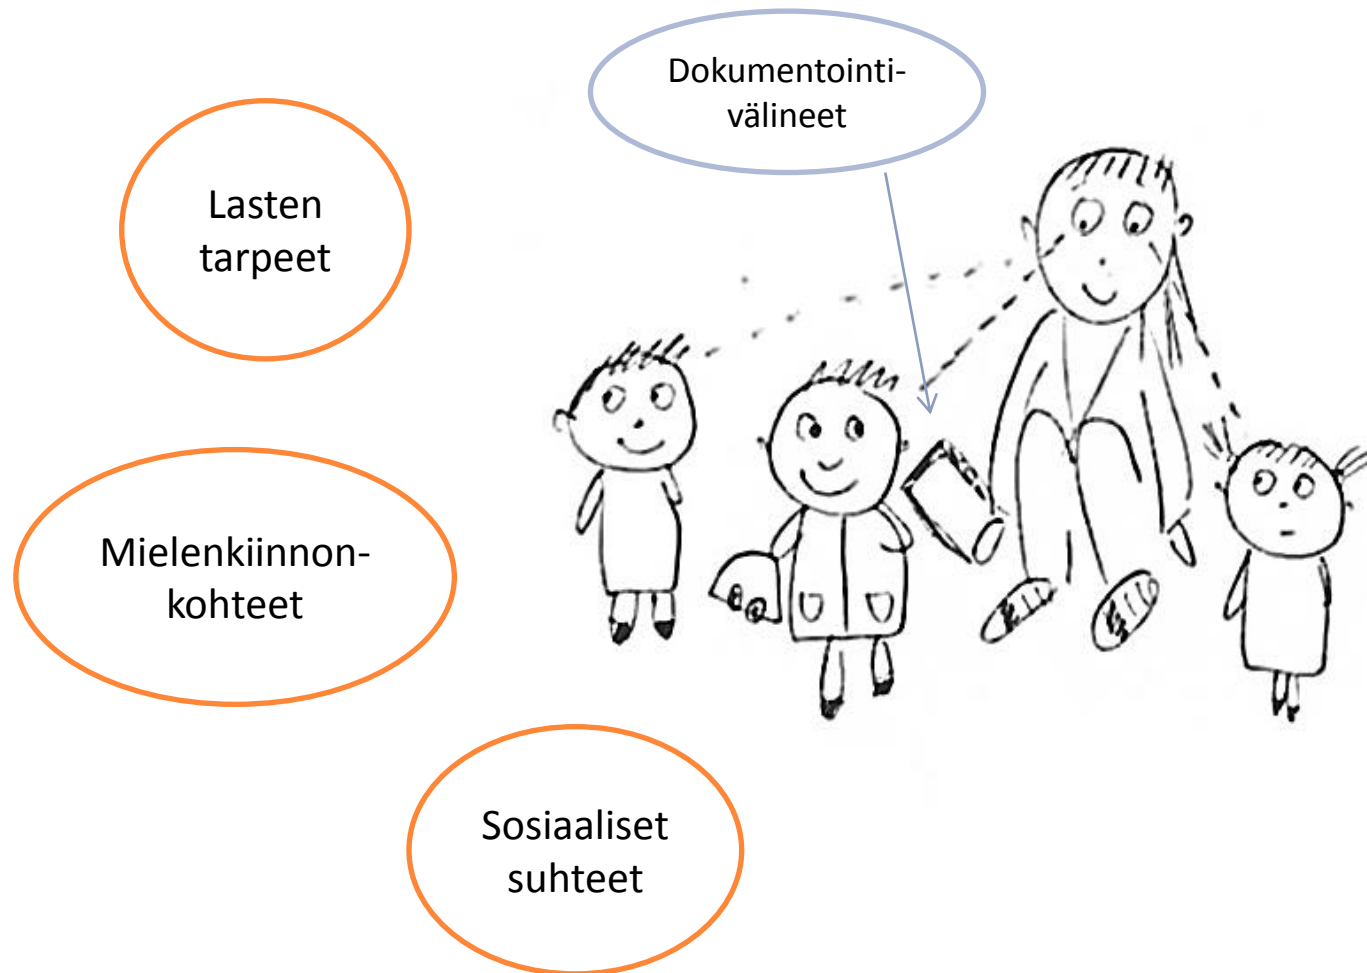 Dokumentointi-
välineet
Lasten
tarpeet
Mielenkiinnon-
kohteet
Sosiaaliset
suhteet